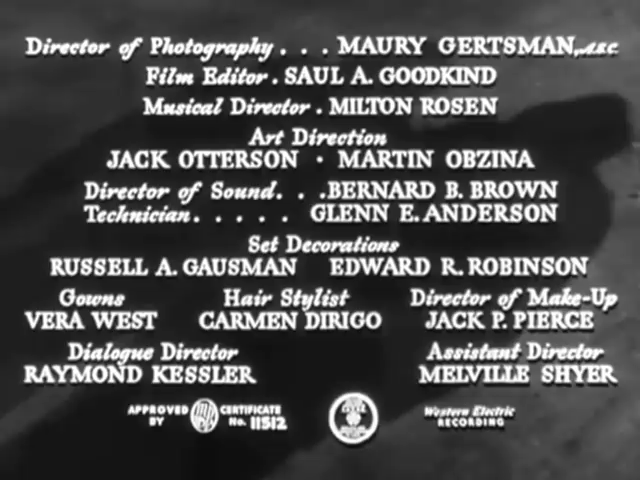 Director of Photography . . . MAURY GERTSMAN, A.S.C.
Film Editor . SAUL A. GOODKIND
Musical Director . MILTON ROSEN
Art Direction
JACK OTTERSON · MARTIN OBZINA
Director of Sound . . . BERNARD B. BROWN
Technician . . . . . GLENN E. ANDERSON
Set Decorations
RUSSELL A. GAUSMAN EDWARD R. ROBINSON
Gowns Hair Stylist Director of Make-Up
VERA WEST CARMEN DIRIGO JACK P. PIERCE
Dialogue Director Assistant Director
RAYMOND KESSLER MELVILLE SHYER
APPROVED CERTIFICATE Western Electric
BY No. 11512 RECORDING